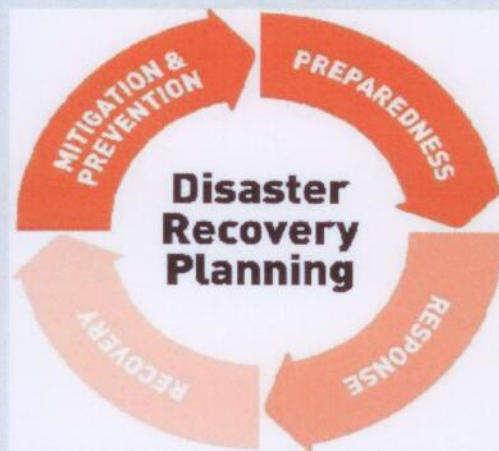 MITIGATION &
PREVENTION
PREPAREDNESS
Disaster
Recovery
Planning
RESPONSE
RECOVERY